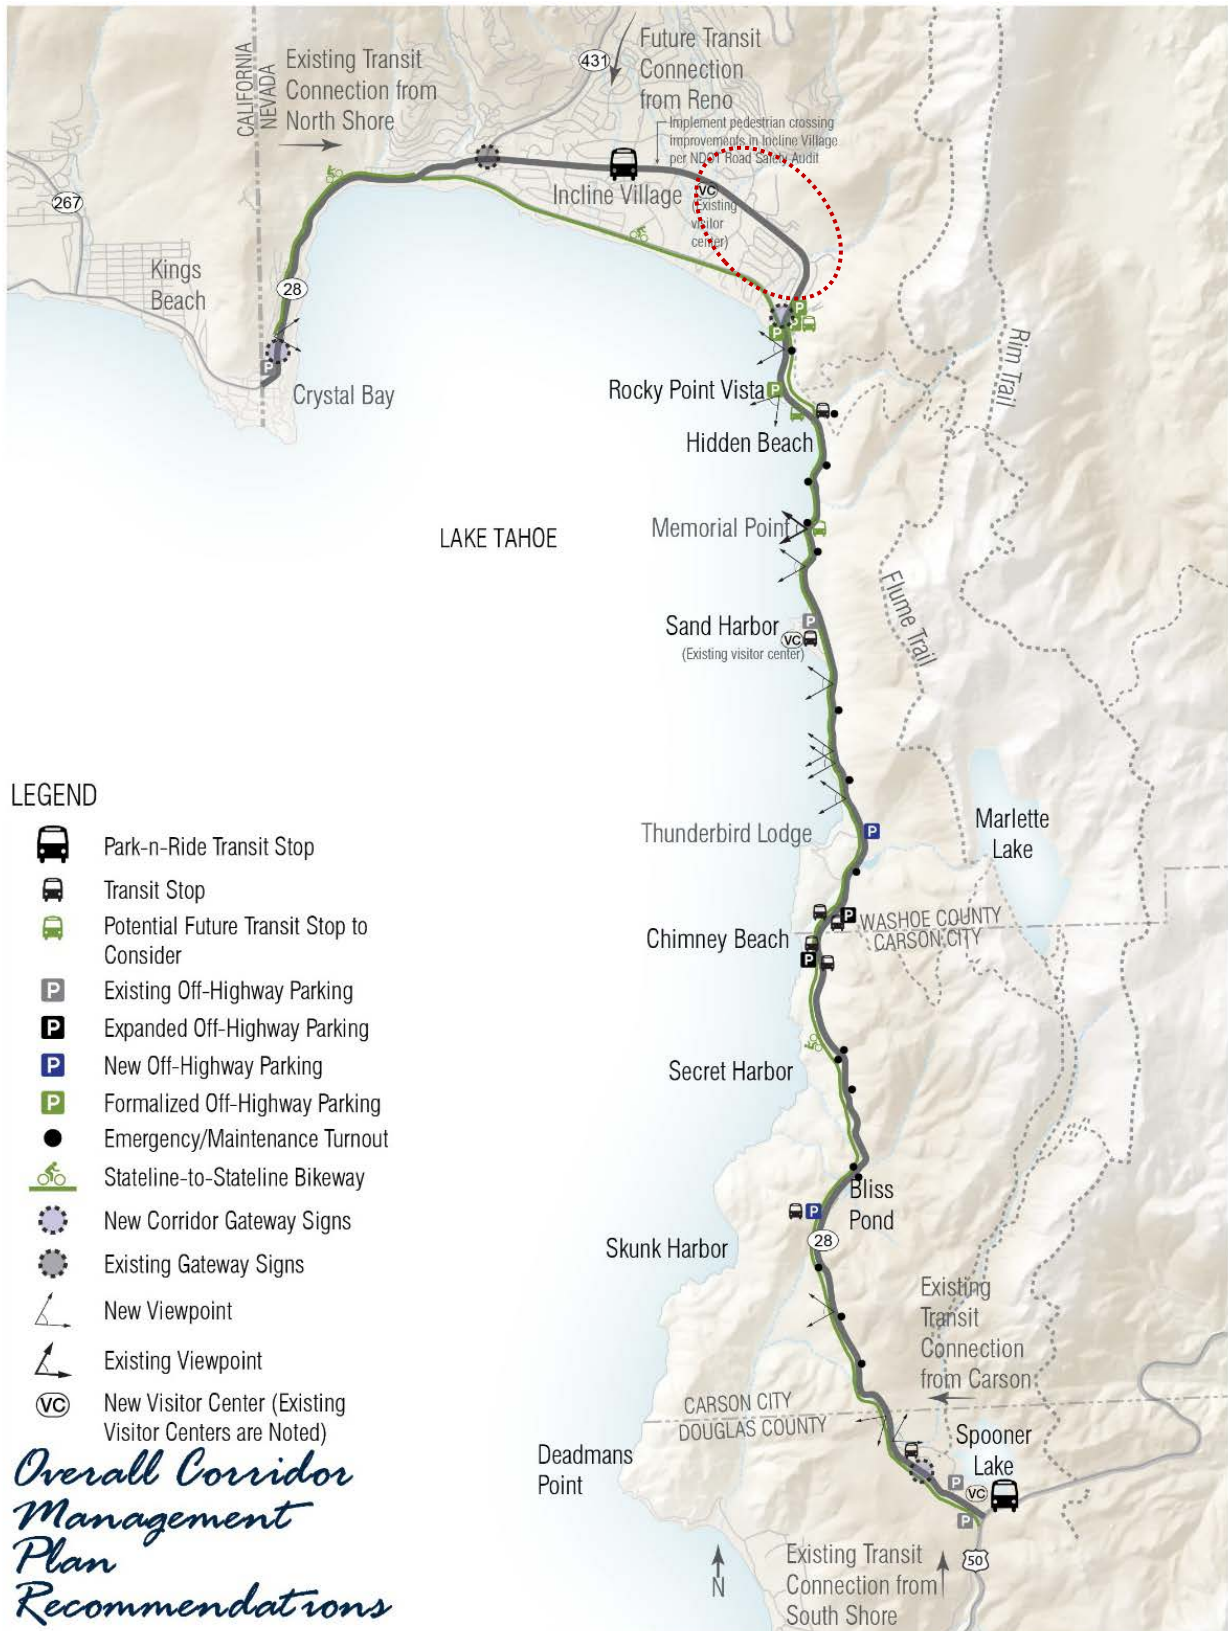 CALIFORNIA
NEVADA
Existing Transit
Connection from
North Shore
431
Future Transit
Connection
from Reno
Implement pedestrian crossing
improvements in Incline Village
per NDOT Road Safety Audit
267
Incline Village
VC
(Existing
visitor
center)
Kings
Beach
28
P
Crystal Bay
P
P
P
Rocky Point Vista
P
Hidden Beach
Rim Trail
LAKE TAHOE
Memorial Point
Flume Trail
Sand Harbor
P
VC
(Existing visitor center)
Thunderbird Lodge
P
Marlette
Lake
P
WASHOE COUNTY
CARSON CITY
Chimney Beach
P
Secret Harbor
Bliss
Pond
P
28
Skunk Harbor
Existing
Transit
Connection
from Carson
CARSON CITY
DOUGLAS COUNTY
Deadmans
Point
Spooner
Lake
P
VC
P
50
N
Existing Transit
Connection from
South Shore
LEGEND
Park-n-Ride Transit Stop
Transit Stop
Potential Future Transit Stop to
Consider
P Existing Off-Highway Parking
P Expanded Off-Highway Parking
P New Off-Highway Parking
P Formalized Off-Highway Parking
Emergency/Maintenance Turnout
Stateline-to-Stateline Bikeway
New Corridor Gateway Signs
Existing Gateway Signs
New Viewpoint
Existing Viewpoint
VC New Visitor Center (Existing
Visitor Centers are Noted)
Overall Corridor
Management
Plan
Recommendations